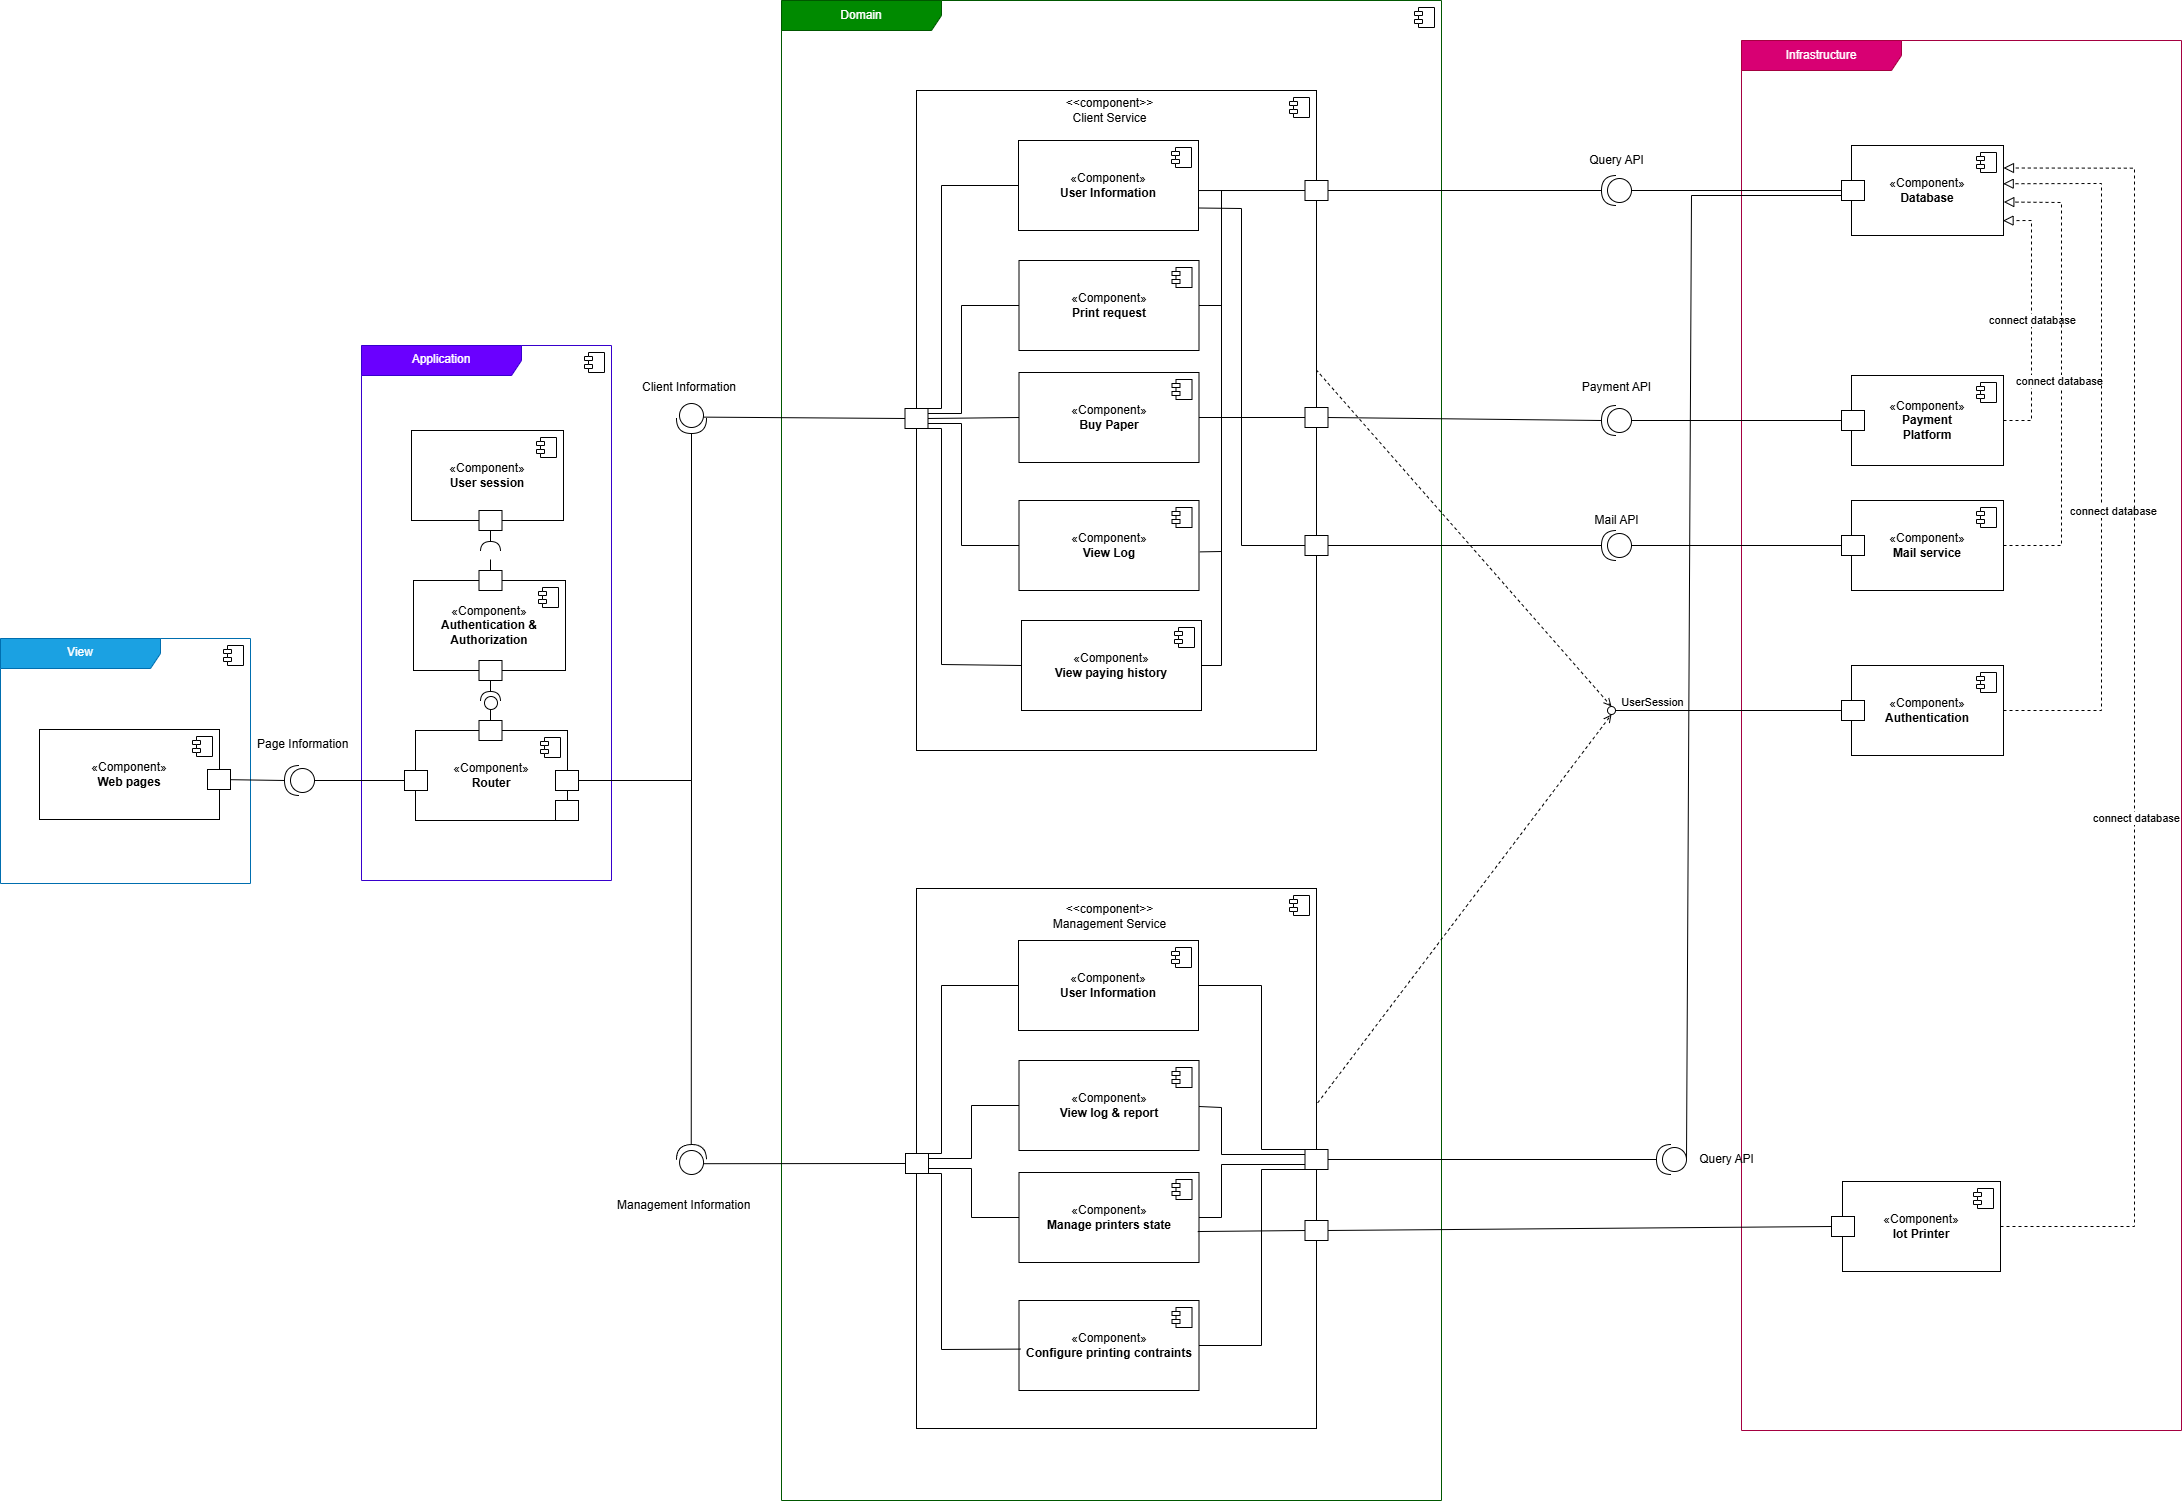 View
«Component»
Web pages
Page Information
Application
«Component»
User session
«Component»
Authentication &
Authorization
«Component»
Router
Client Information
Management Information
Domain
<<component>>
Client Service
«Component»
User Information
«Component»
Print request
«Component»
Buy Paper
«Component»
View Log
«Component»
View paying history
<<component>>
Management Service
«Component»
User Information
«Component»
View log & report
«Component»
Manage printers state
«Component»
Configure printing contraints
Query API
Payment API
Mail API
UserSession
Query API
Infrastructure
«Component»
Database
connect database
connect database
«Component»
Payment
Platform
connect database
«Component»
Mail service
«Component»
Authentication
connect database
«Component»
Iot Printer